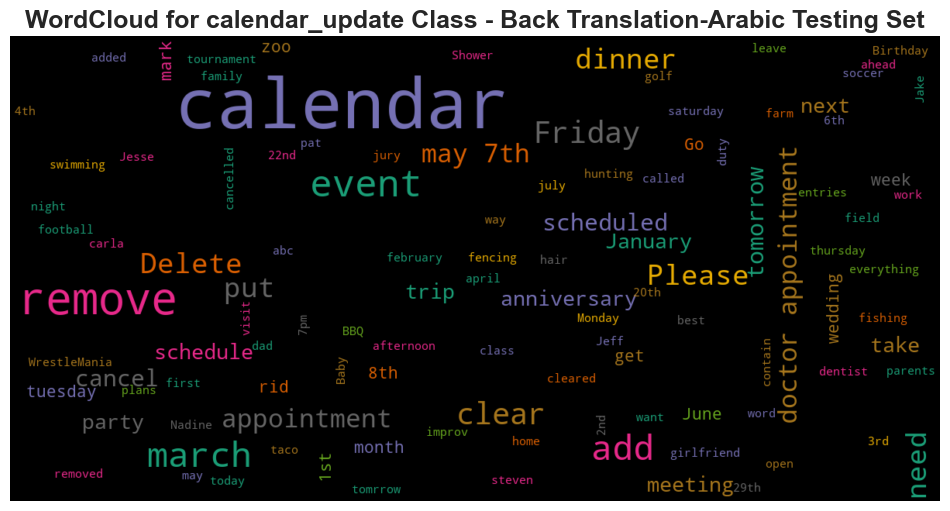 WordCloud for calendar_update Class - Back Translation-Arabic Testing Set
added
mark
zoo
tournament
family
Shower
dinner
golf
leave
Birthday
ahead
soccer
Jake
4th
calendar
saturday
farm
next
6th
Friday
pat
Go
duty
swimming
Jesse
cancelled
22nd
jury
may 7th
event
july
hunting
called
tomorrow
doctor appointment
week
entries
work
night
football
carla
way
scheduled
January
field
abc
february
fencing
hair
thursday
Delete
put
april
Please
everything
remove
trip
anniversary
20th
wedding
visit
7pm
BBQ
Monday
best
fishing
schedule
dad
afternoon
class
Jeff
get
contain
take
WrestleMania
cancel
Baby
8th
cleared
dentist
parents
tuesday
plans
first
rid
party
Nadine
appointment
clear
2nd
want
June
word
improv
march
taco
month
home
add
girlfriend
3rd
need
removed
may
today
1st
tomrrow
steven
meeting
29th
open